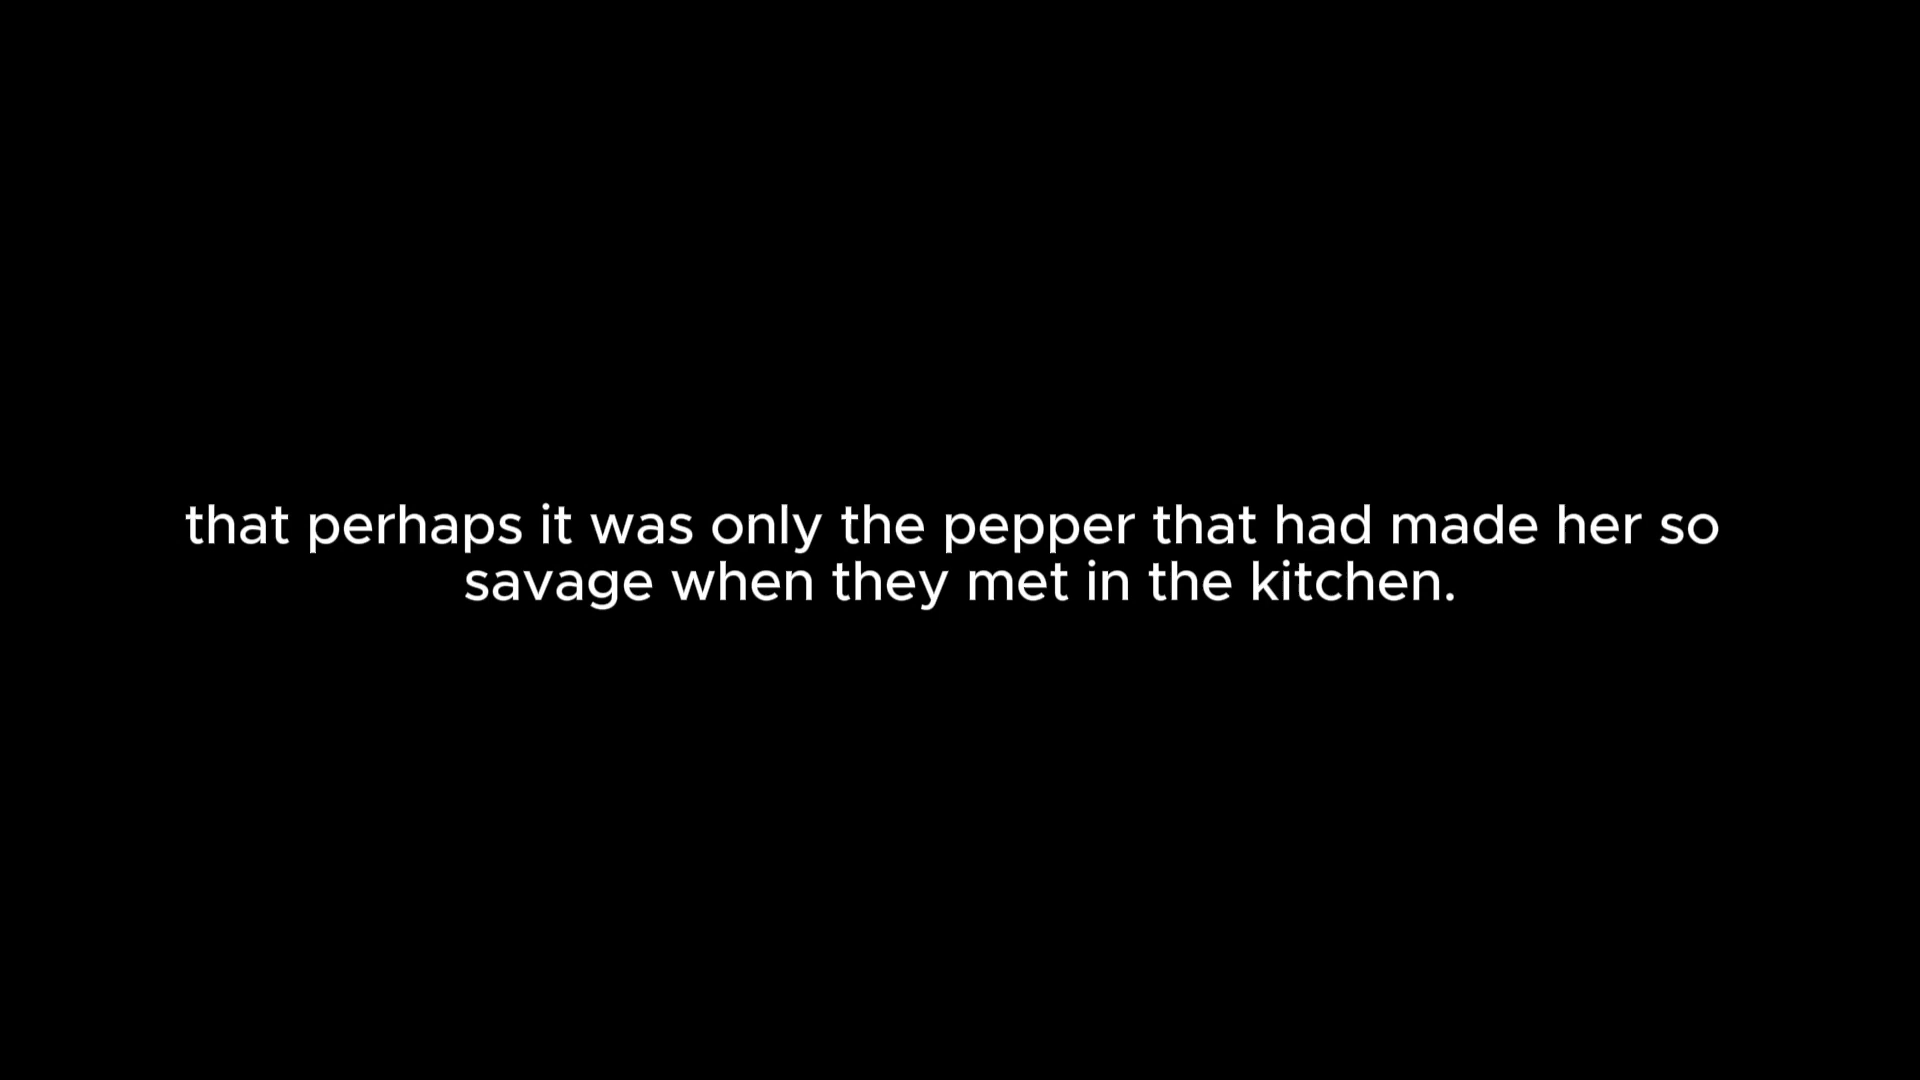 that perhaps it was only the pepper that had made her so
savage when they met in the kitchen.